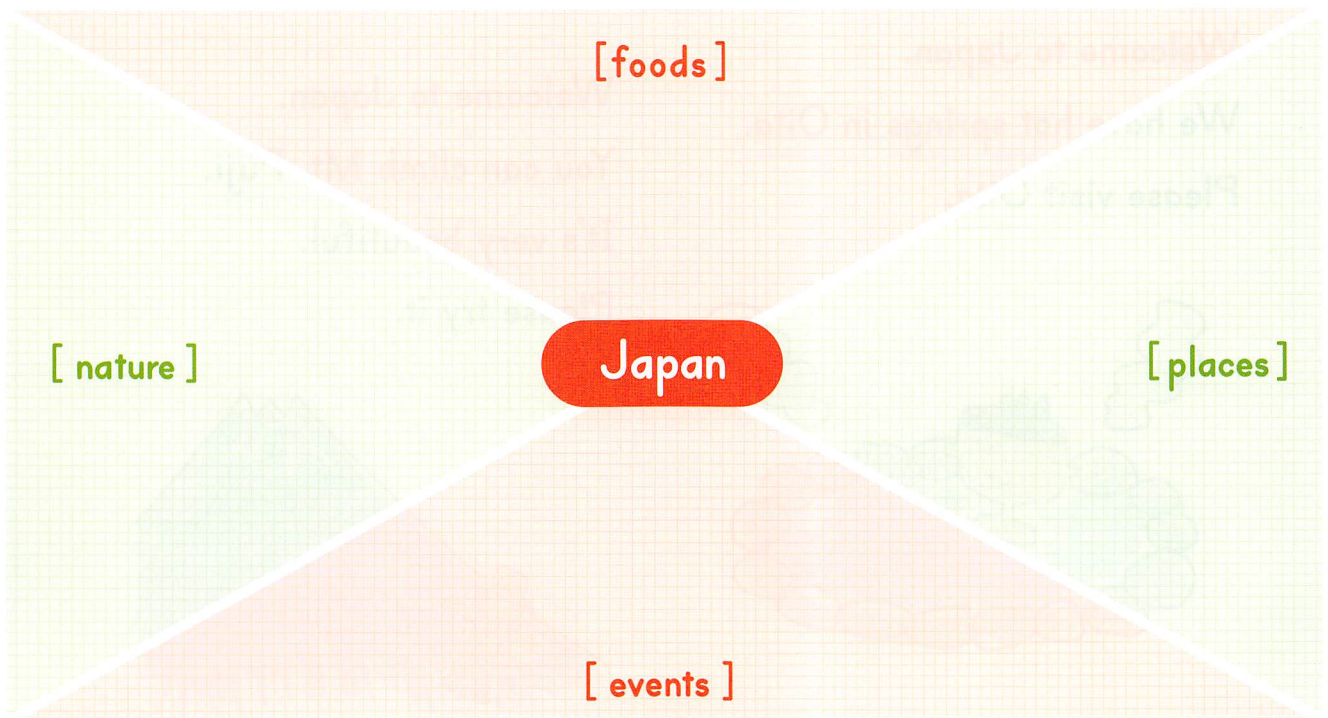 [foods]
[ nature ]
Japan
[places]
[ events ]